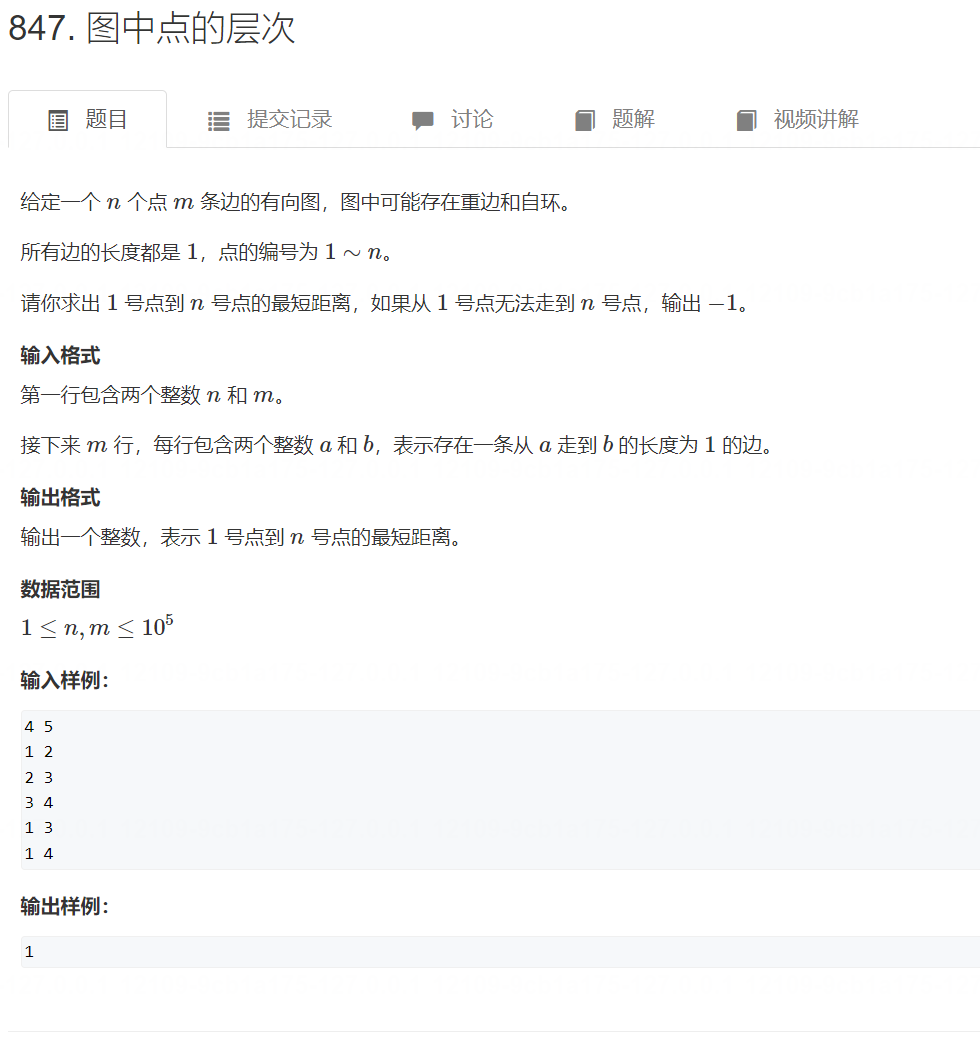 847. 图中点的层次
题目 提交记录 讨论 题解 视频讲解
给定一个 n 个点 m 条边的有向图，图中可能存在重边和自环。
所有边的长度都是 1，点的编号为 1 ∼ n。
请你求出 1 号点到 n 号点的最短距离，如果从 1 号点无法走到 n 号点，输出 −1。
输入格式
第一行包含两个整数 n 和 m。
接下来 m 行，每行包含两个整数 a 和 b，表示存在一条从 a 走到 b 的长度为 1 的边。
输出格式
输出一个整数，表示 1 号点到 n 号点的最短距离。
数据范围
1 ≤ n, m ≤ 10⁵
输入样例：
4 5
1 2
2 3
3 4
1 3
1 4
输出样例：
1